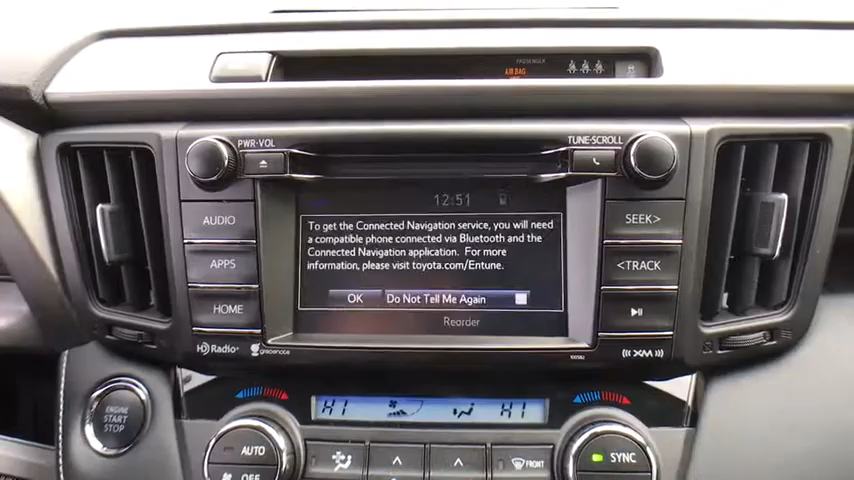 PASSENGER
AIR BAG
PWR·VOL
TUNE·SCROLL
12:51
AUDIO
APPS
HOME
SEEK>
<TRACK
To get the Connected Navigation service, you will need
a compatible phone connected via Bluetooth and the
Connected Navigation application. For more
information, please visit toyota.com/Entune.
OK
Do Not Tell Me Again
Reorder
HD Radio
gracenote
100582
((XM))
ENGINE
START
STOP
HI
HI
AUTO
OFF
FRONT
SYNC